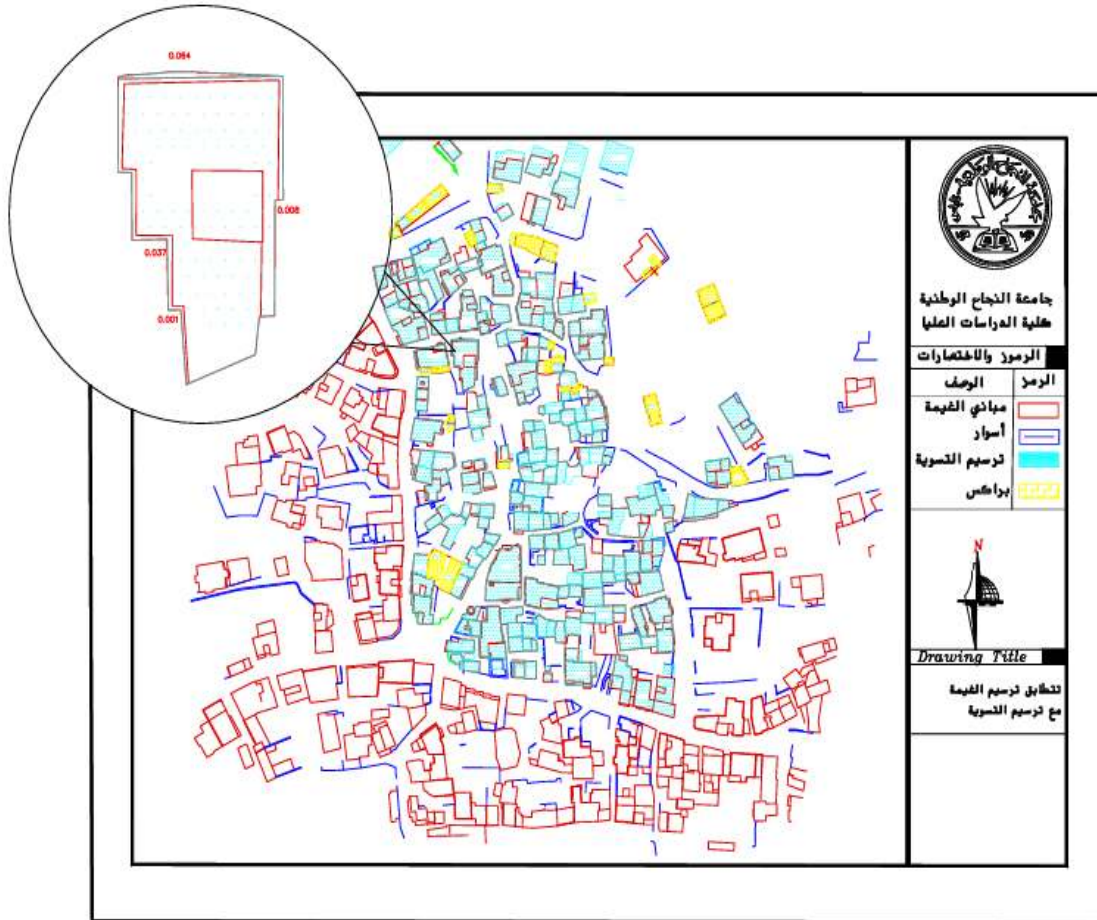 0.064
0.008
0.037
0.001
جامعة النجاح الوطنية
كلية الدراسات العليا
الرموز والاختصارات
الرمز الوصف
مباني الغيمة
أسوار
ترسيم التسوية
براكس
N
Drawing Title
تتطابق ترسيم الغيمة
مع ترسيم التسوية